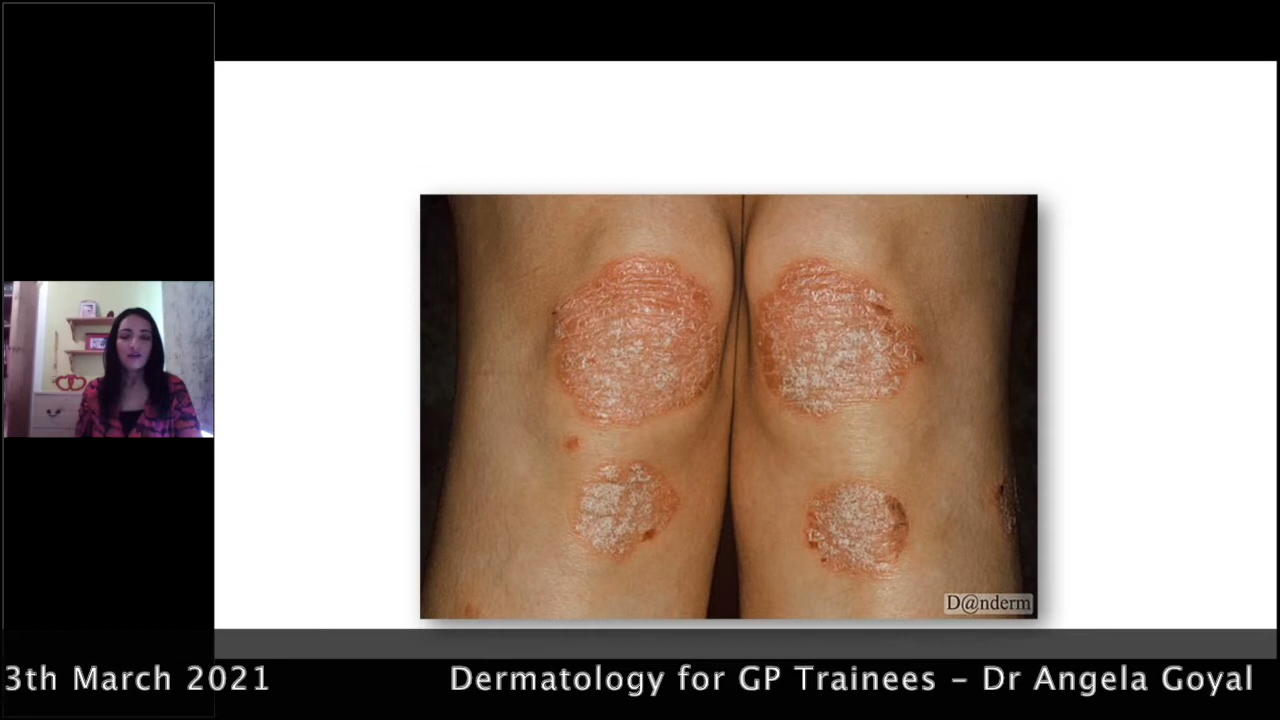 D@nderm
3th March 2021
Dermatology for GP Trainees – Dr Angela Goyal